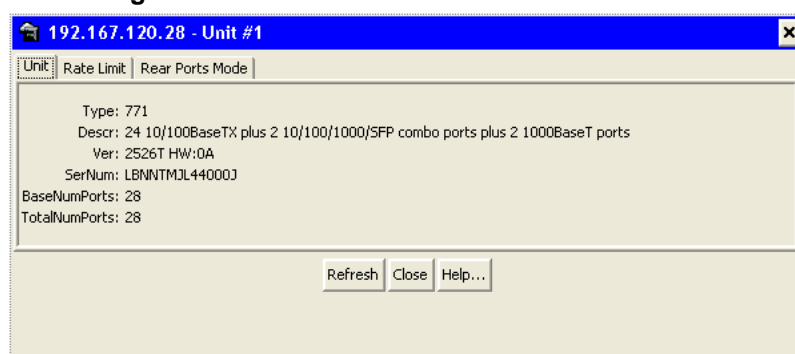 192.167.120.28 - Unit #1
Unit Rate Limit Rear Ports Mode
Type: 771
Descr: 24 10/100BaseTX plus 2 10/100/1000/SFP combo ports plus 2 1000BaseT ports
Ver: 2526T HW:0A
SerNum: LBNNTMJL44000J
BaseNumPorts: 28
TotalNumPorts: 28
Refresh Close Help...